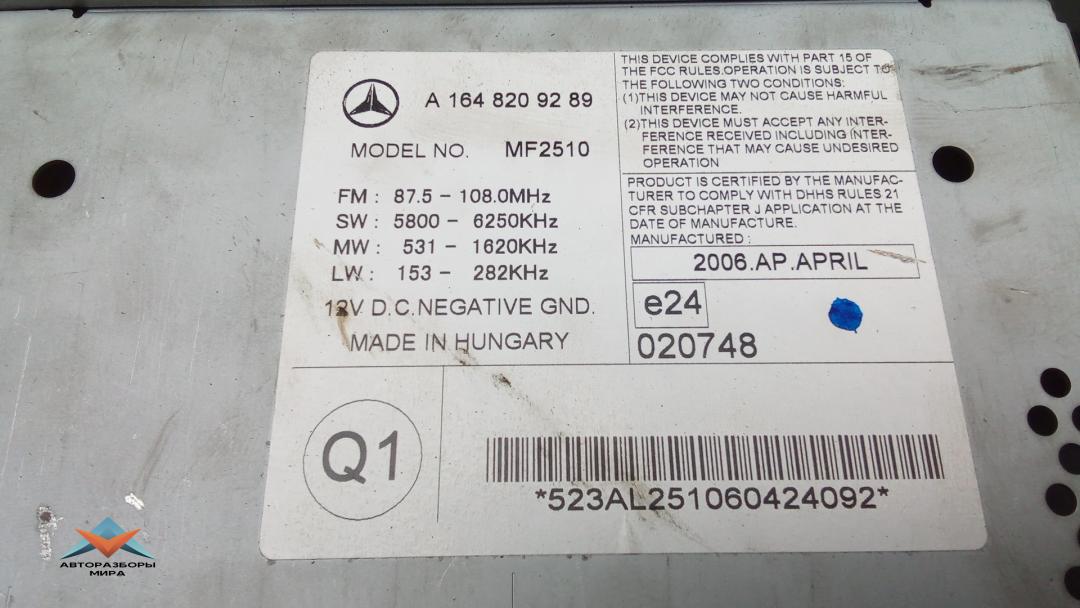 A 164 820 92 89
MODEL NO. MF2510
FM : 87.5 - 108.0MHz
SW : 5800 - 6250KHz
MW : 531 - 1620KHz
LW : 153 - 282KHz
12V D.C.NEGATIVE GND.
MADE IN HUNGARY
THIS DEVICE COMPLIES WITH PART 15 OF
THE FCC RULES.OPERATION IS SUBJECT TO
THE FOLLOWING TWO CONDITIONS:
(1)THIS DEVICE MAY NOT CAUSE HARMFUL
INTERFERENCE.
(2)THIS DEVICE MUST ACCEPT ANY INTER-
FERENCE RECEIVED INCLUDING INTER-
FERENCE THAT MAY CAUSE UNDESIRED
OPERATION
PRODUCT IS CERTIFIED BY THE MANUFAC-
TURER TO COMPLY WITH DHHS RULES 21
CFR SUBCHAPTER J APPLICATION AT THE
DATE OF MANUFACTURE.
MANUFACTURED :
2006.AP.APRIL
e24
020748
Q1
*523AL251060424092*
АВТОРАЗБОРЫ
МИРА